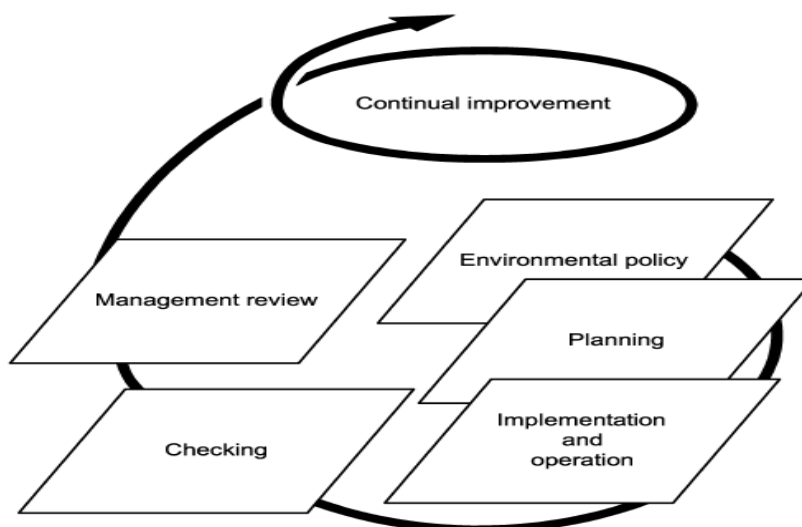 Continual improvement
Environmental policy
Management review
Planning
Implementation
and
operation
Checking